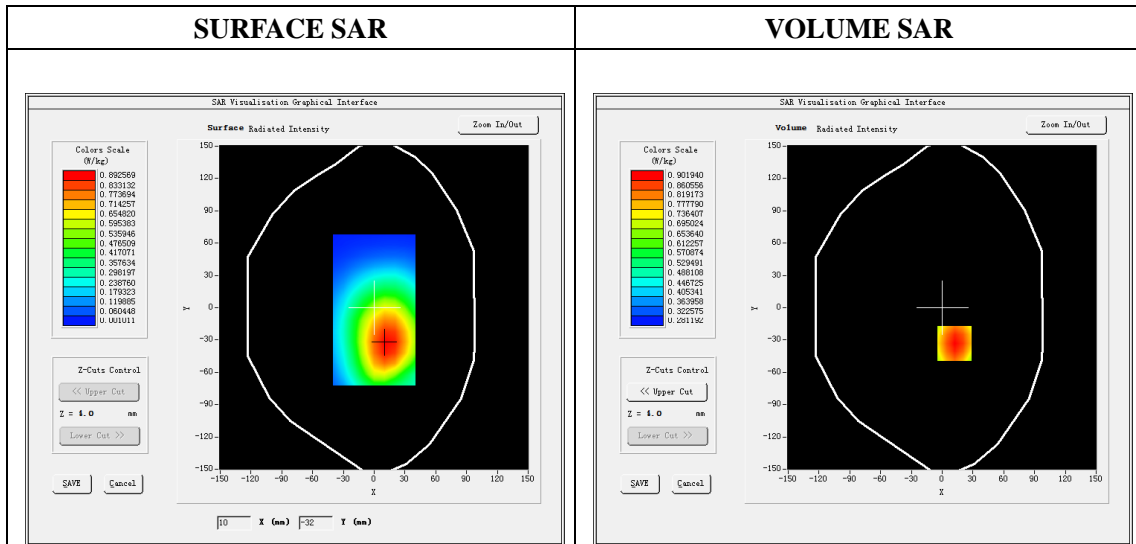 SURFACE SAR
VOLUME SAR
SAR Visualisation Graphical Interface
Surface Radiated Intensity
Zoom In/Out
Colors Scale
(W/kg)
0.892569
0.833132
0.773694
0.714257
0.654820
0.595383
0.535946
0.476509
0.417071
0.357634
0.298197
0.238760
0.179323
0.119885
0.060448
0.001011
150
120
90
60
30
0
-30
-60
-90
-120
-150
Y
-150 -120 -90 -60 -30 0 30 60 90 120 150
X
Z-Cuts Control
<< Upper Cut
Z = 4.0 mm
Lower Cut >>
SAVE Cancel
10 X (mm) -32 Y (mm)
SAR Visualisation Graphical Interface
Volume Radiated Intensity
Zoom In/Out
Colors Scale
(W/kg)
0.901940
0.860556
0.819173
0.777790
0.736407
0.695024
0.653640
0.612257
0.570874
0.529491
0.488108
0.446725
0.405341
0.363958
0.322575
0.281192
150
120
90
60
30
0
-30
-60
-90
-120
-150
Y
-150 -120 -90 -60 -30 0 30 60 90 120 150
X
Z-Cuts Control
<< Upper Cut
Z = 4.0 mm
Lower Cut >>
SAVE Cancel